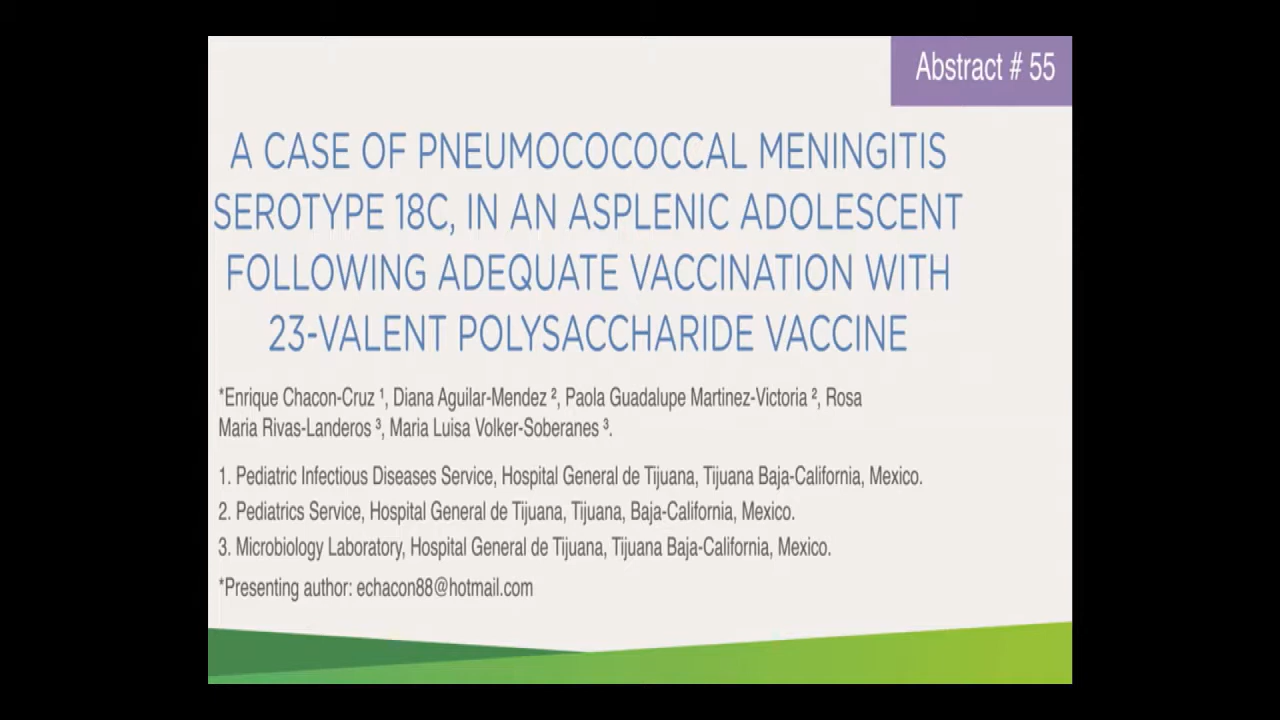 Abstract # 55
A CASE OF PNEUMOCOCOCCAL MENINGITIS
SEROTYPE 18C, IN AN ASPLENIC ADOLESCENT
FOLLOWING ADEQUATE VACCINATION WITH
23-VALENT POLYSACCHARIDE VACCINE
*Enrique Chacon-Cruz ¹, Diana Aguilar-Mendez ², Paola Guadalupe Martinez-Victoria ², Rosa
Maria Rivas-Landeros ³, Maria Luisa Volker-Soberanes ³.
1. Pediatric Infectious Diseases Service, Hospital General de Tijuana, Tijuana Baja-California, Mexico.
2. Pediatrics Service, Hospital General de Tijuana, Tijuana, Baja-California, Mexico.
3. Microbiology Laboratory, Hospital General de Tijuana, Tijuana Baja-California, Mexico.
*Presenting author: echacon88@hotmail.com